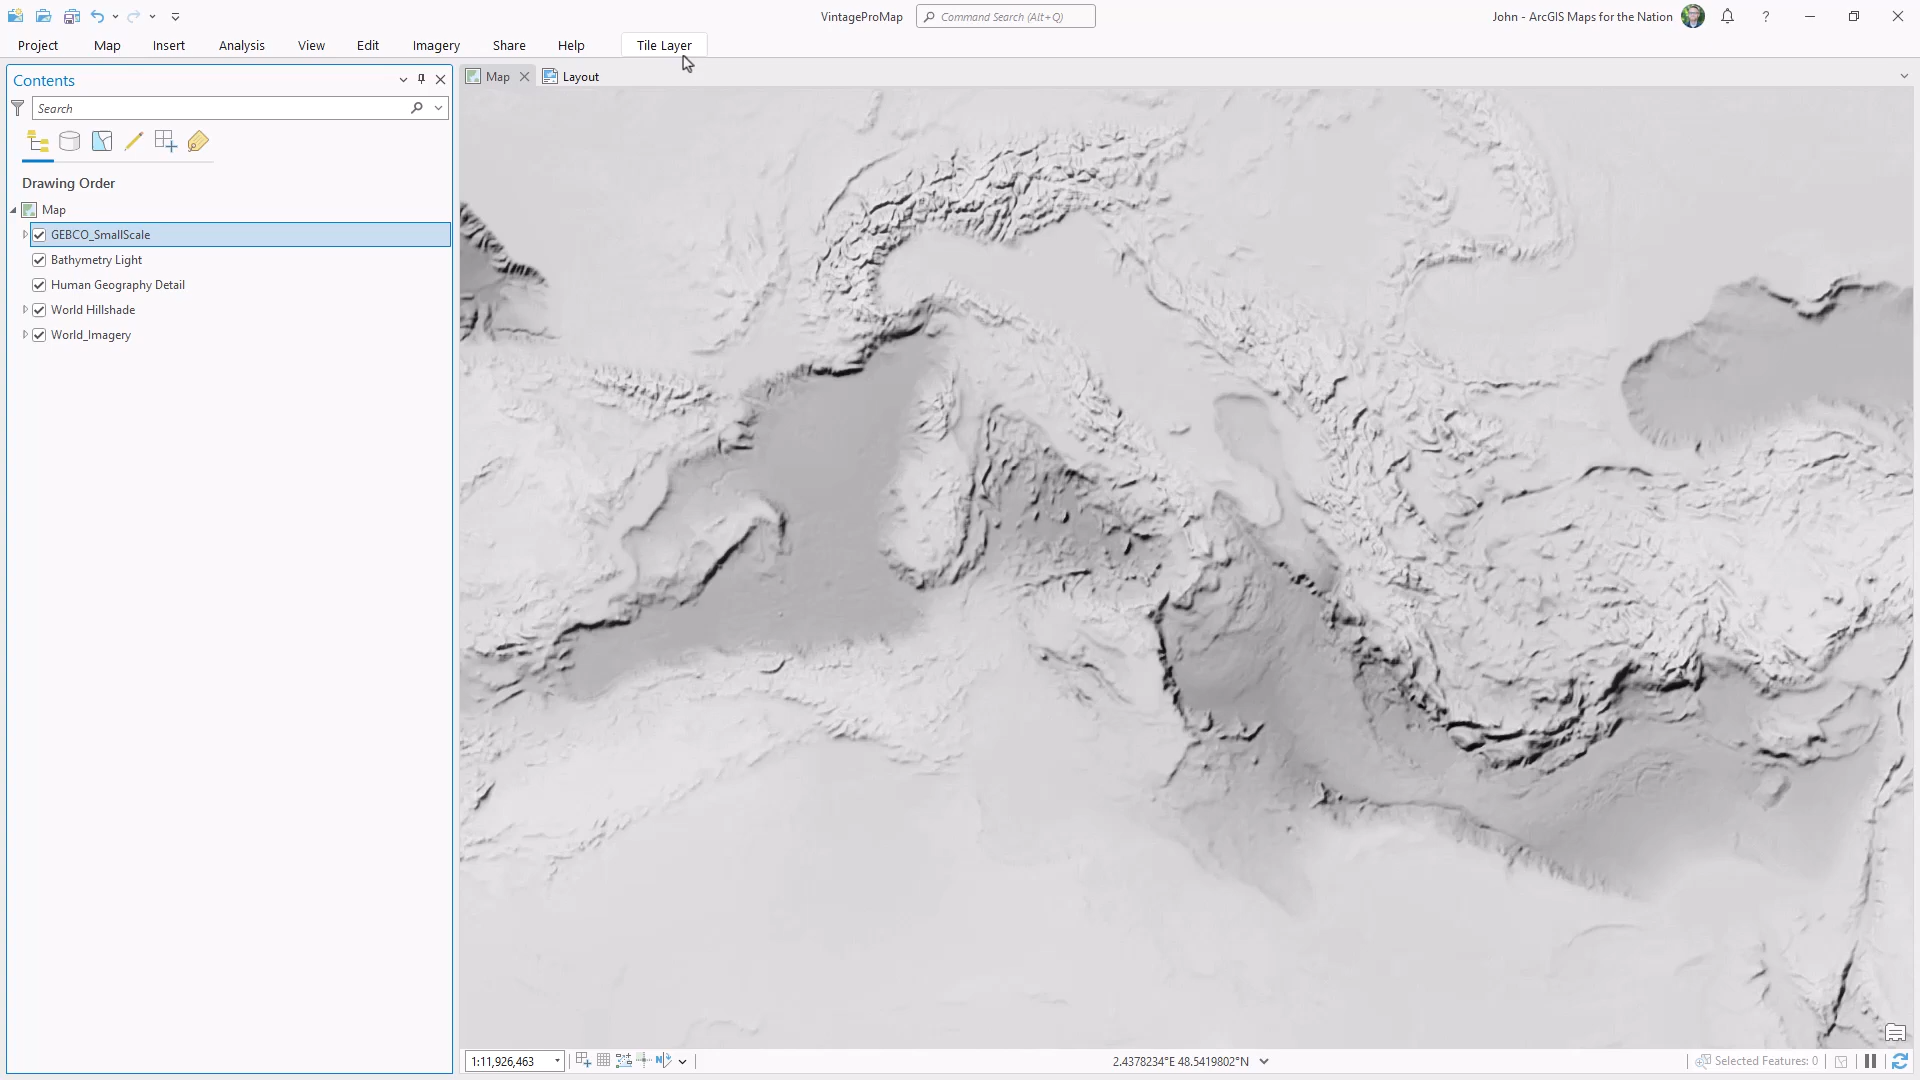 VintageProMap
Command Search (Alt+Q)
John - ArcGIS Maps for the Nation
?
Project
Map
Insert
Analysis
View
Edit
Imagery
Share
Help
Tile Layer
Contents
Map
Layout
Search
Drawing Order
Map
GEBCO_SmallScale
Bathymetry Light
Human Geography Detail
World Hillshade
World_Imagery
1:11,926,463
2.4378234°E 48.5419802°N
Selected Features: 0